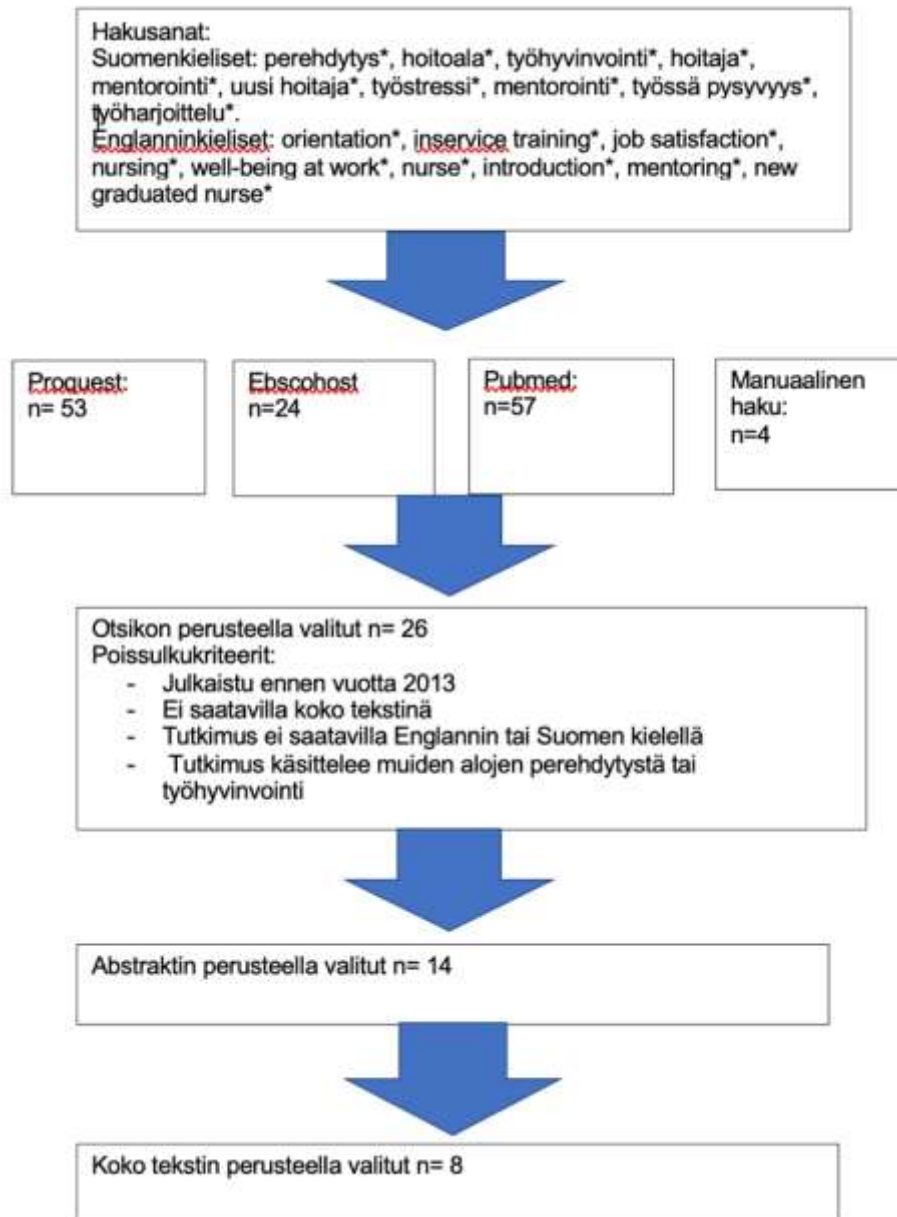 Hakusanat:
Suomenkieliset: perehdytys*, hoitoala*, työhyvinvointi*, hoitaja*,
mentorointi*, uusi hoitaja*, työstressi*, mentorointi*, työssä pysyvyys*,
työharjoittelu*.
Englanninkieliset: orientation*, inservice training*, job satisfaction*,
nursing*, well-being at work*, nurse*, introduction*, mentoring*, new
graduated nurse*
Proquest:
n= 53
Ebscohost
n=24
Pubmed:
n=57
Manuaalinen
haku:
n=4
Otsikon perusteella valitut n= 26
Poissulkukriteerit:
- Julkaistu ennen vuotta 2013
- Ei saatavilla koko tekstinä
- Tutkimus ei saatavilla Englannin tai Suomen kielellä
- Tutkimus käsittelee muiden alojen perehdytystä tai
työhyvinvointi
Abstraktin perusteella valitut n= 14
Koko tekstin perusteella valitut n= 8